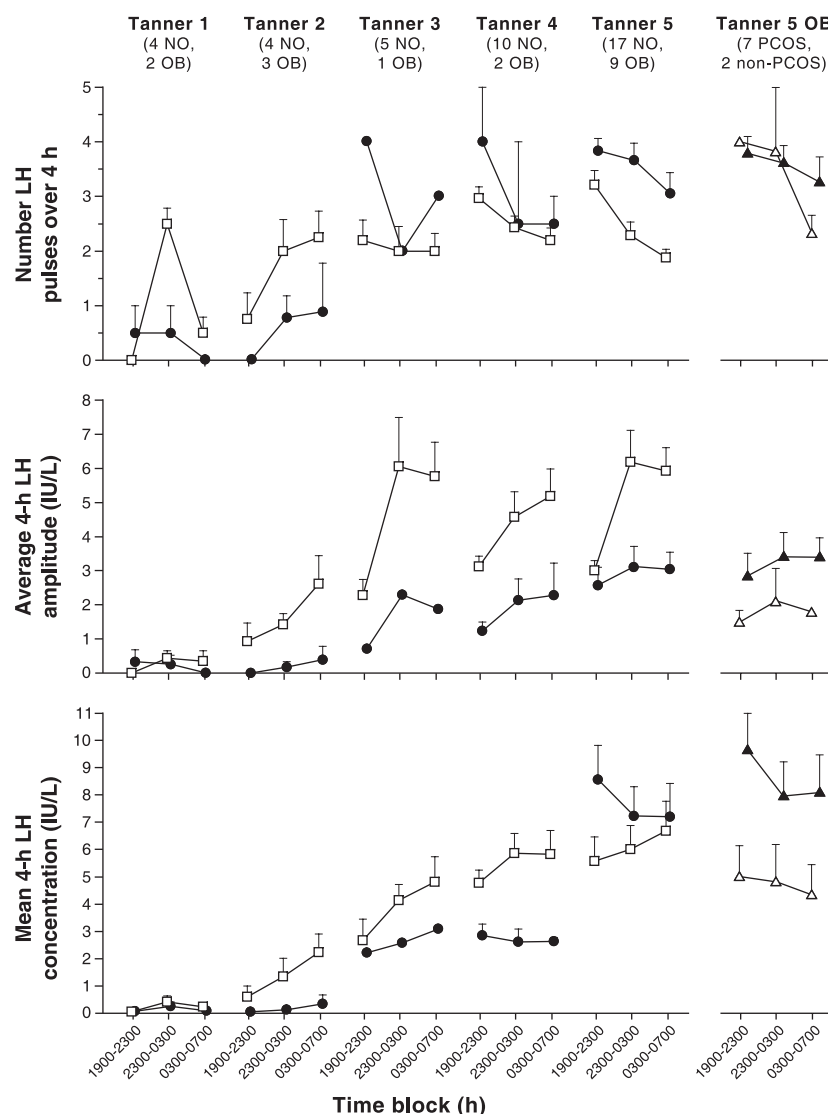 Tanner 1 Tanner 2 Tanner 3 Tanner 4 Tanner 5 Tanner 5 OB
(4 NO, (4 NO, (5 NO, (10 NO, (17 NO, (7 PCOS,
2 OB) 3 OB) 1 OB) 2 OB) 9 OB) 2 non-PCOS)
Number LH
pulses over 4 h
5
4
3
2
1
0
Average 4-h LH
amplitude (IU/L)
8
7
6
5
4
3
2
1
0
Mean 4-h LH
concentration (IU/L)
11
10
9
8
7
6
5
4
3
2
1
0
1900-2300 2300-0300 0300-0700 1900-2300 2300-0300 0300-0700 1900-2300 2300-0300 0300-0700 1900-2300 2300-0300 0300-0700 1900-2300 2300-0300 0300-0700 1900-2300 2300-0300 0300-0700
Time block (h)